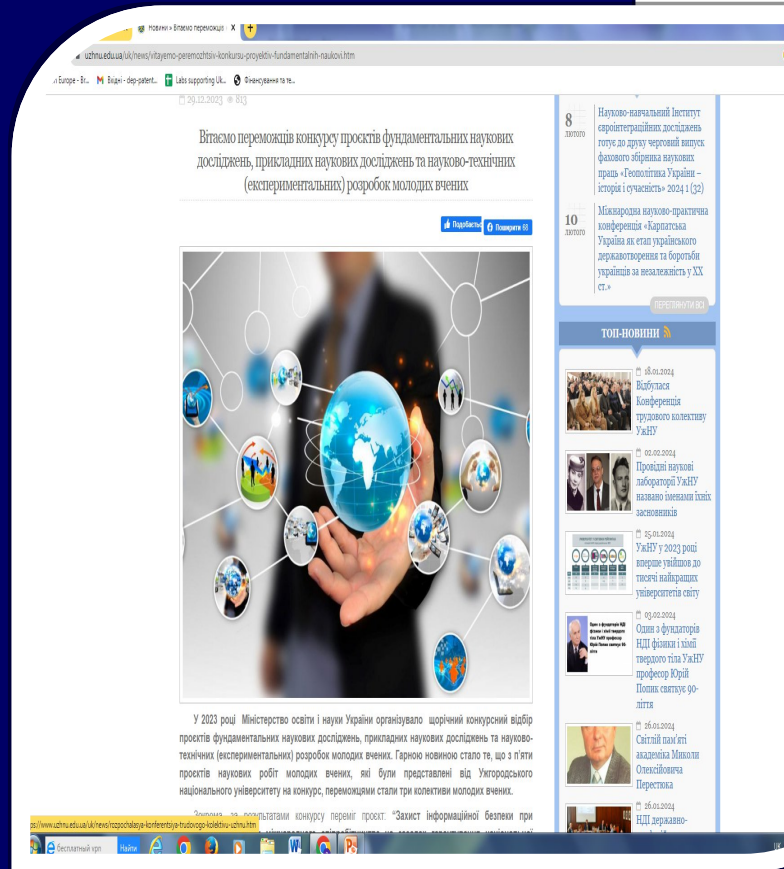 Новини » Вітаємо переможців
uzhnu.edu.ua/uk/news/vitayemo-peremozhtsiv-konkursu-proyektiv-fundamentalnih-naukovi.htm
Europe - Br...
Вхідні - dep-patent...
Labs supporting Uk...
Фінансування та те...
29.12.2023 813
Вітаємо переможців конкурсу проєктів фундаментальних наукових
досліджень, прикладних наукових досліджень та науково-технічних
(експериментальних) розробок молодих вчених
Подобається
Поширити 68
У 2023 році Міністерство освіти і науки України організувало щорічний конкурсний відбір
проєктів фундаментальних наукових досліджень, прикладних наукових досліджень та науково-
технічних (експериментальних) розробок молодих вчених. Гарною новиною стало те, що з п’яти
проєктів наукових робіт молодих вчених, які були представлені від Ужгородського
національного університету на конкурс, переможцями стали три колективи молодих вчених.
Зокрема, за результатами конкурсу переміг проєкт: “Захист інформаційної безпеки при
8
лютого
Науково-навчальний Інститут
євроінтеграційних досліджень
готує до друку черговий випуск
фахового збірника наукових
праць «Геополітика України –
історія і сучасність» 2024 1 (32)
10
лютого
Міжнародна науково-практична
конференція «Карпатська
Україна як етап українського
державотворення та боротьби
українців за незалежність у ХХ
ст.»
ПЕРЕГЛЯНУТИ ВСІ
ТОП-НОВИНИ
18.01.2024
Відбулася
Конференція
трудового колективу
УжНУ
02.02.2024
Провідні наукові
лабораторії УжНУ
названо іменами їхніх
засновників
25.01.2024
УжНУ у 2023 році
вперше увійшов до
тисячі найкращих
університетів світу
03.02.2024
Один з фундаторів
НДІ фізики і хімії
твердого тіла УжНУ
професор Юрій
Попик святкує 90-
ліття
26.01.2024
Світлій пам’яті
академіка Миколи
Олексійовича
Перестюка
26.01.2024
НДІ державно-
ps://www.uzhnu.edu.ua/uk/news/rozpochalasya-konferentsiya-trudovogo-kolektivu-uzhnu.htm
бесплатный vpn
Найти
UK